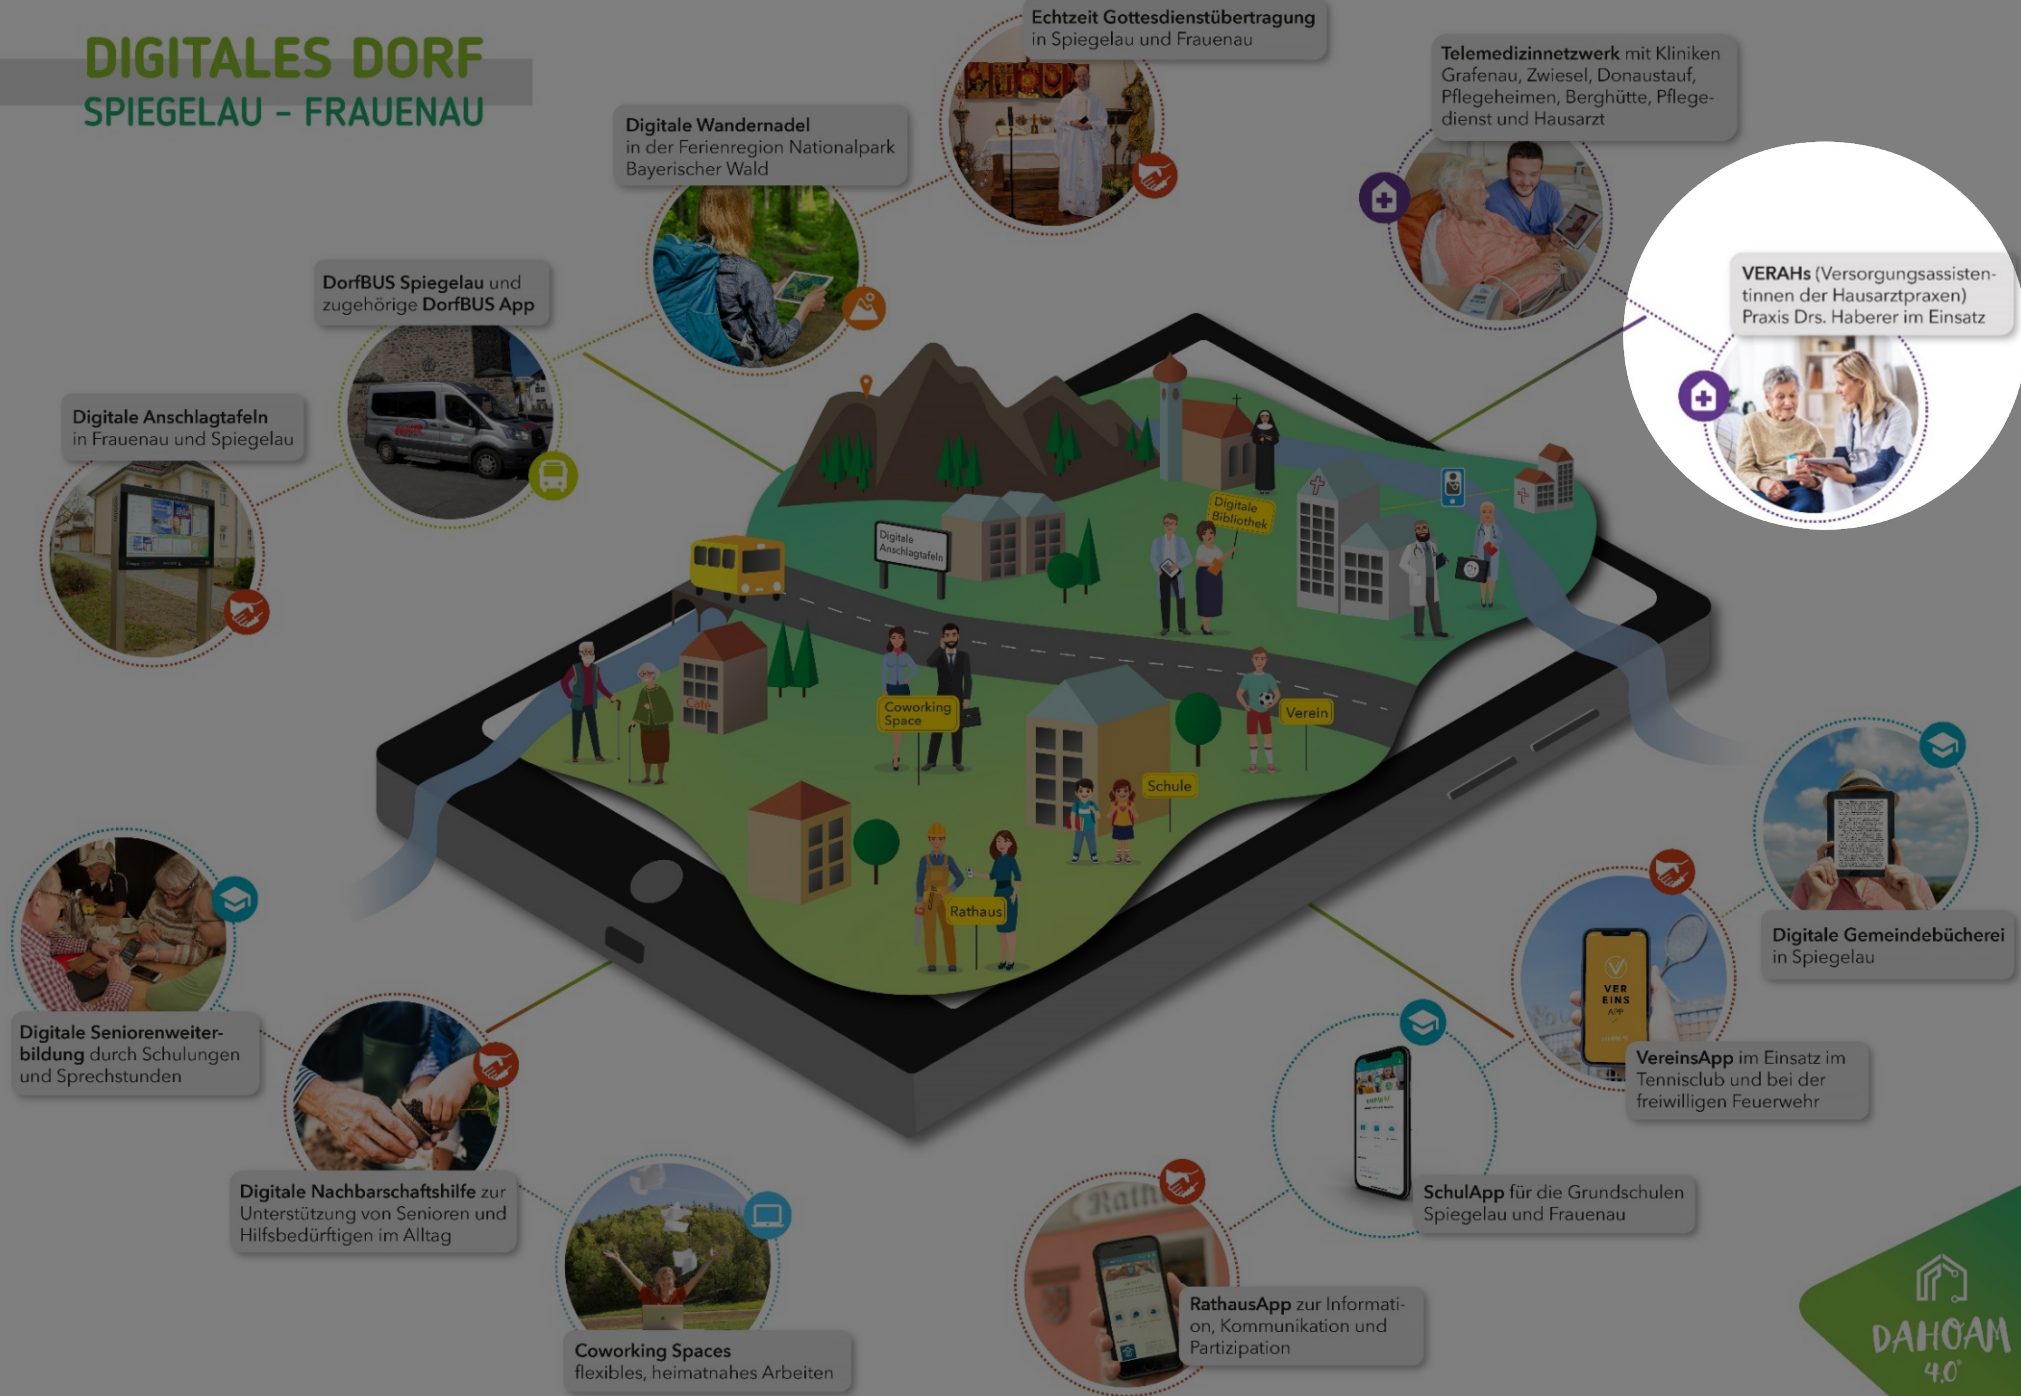 DIGITALES DORF
SPIEGELAU – FRAUENAU
Echtzeit Gottesdienstübertragung
in Spiegelau und Frauenau
Telemedizinnetzwerk mit Kliniken
Grafenau, Zwiesel, Donaustauf,
Pflegeheimen, Berghütte, Pflege-
dienst und Hausarzt
Digitale Wandernadel
in der Ferienregion Nationalpark
Bayerischer Wald
VERAHs (Versorgungsassisten-
tinnen der Hausarztpraxen)
Praxis Drs. Haberer im Einsatz
DorfBUS Spiegelau und
zugehörige DorfBUS App
Digitale Anschlagtafeln
in Frauenau und Spiegelau
Digitale
Bibliothek
Digitale
Anschlagtafeln
Café
Coworking
Space
Verein
Schule
Rathaus
Digitale Gemeindebücherei
in Spiegelau
VER
EINS
APP
VereinsApp im Einsatz im
Tennisclub und bei der
freiwilligen Feuerwehr
Digitale Seniorenweiter-
bildung durch Schulungen
und Sprechstunden
Digitale Nachbarschaftshilfe zur
Unterstützung von Senioren und
Hilfsbedürftigen im Alltag
SchulApp für die Grundschulen
Spiegelau und Frauenau
RathausApp zur Informati-
on, Kommunikation und
Partizipation
Coworking Spaces
flexibles, heimatnahes Arbeiten
DAHOAM
4.0